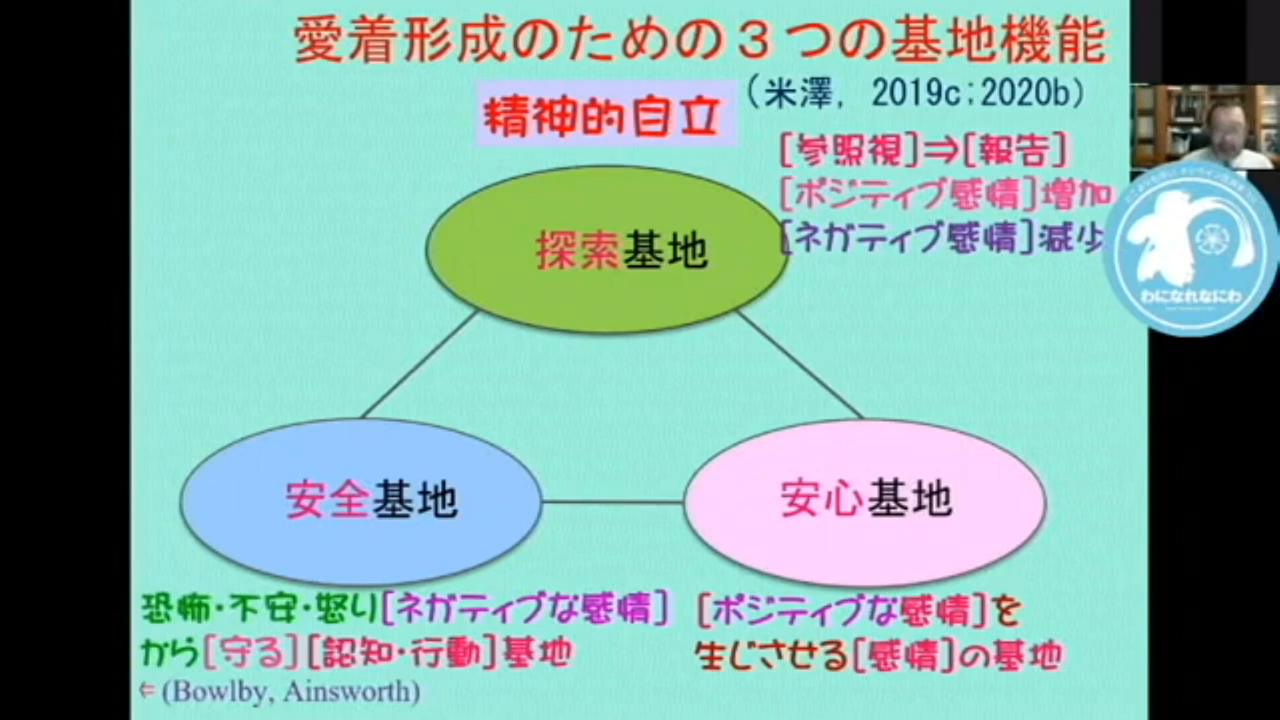 愛着形成のための３つの基地機能
（米澤, 2019c;2020b）
精神的自立
[参照視]⇒[報告]
[ポジティブ感情]増加
[ネガティブ感情]減少
探索基地
わになれなにわ
安全基地
安心基地
恐怖・不安・怒り[ネガティブな感情]
から[守る][認知・行動]基地
⇐(Bowlby, Ainsworth)
[ポジティブな感情]を
生じさせる[感情]の基地